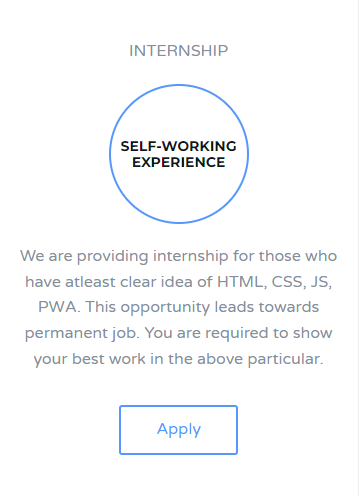 INTERNSHIP
SELF-WORKING
EXPERIENCE
We are providing internship for those who
have atleast clear idea of HTML, CSS, JS,
PWA. This opportunity leads towards
permanent job. You are required to show
your best work in the above particular.
Apply